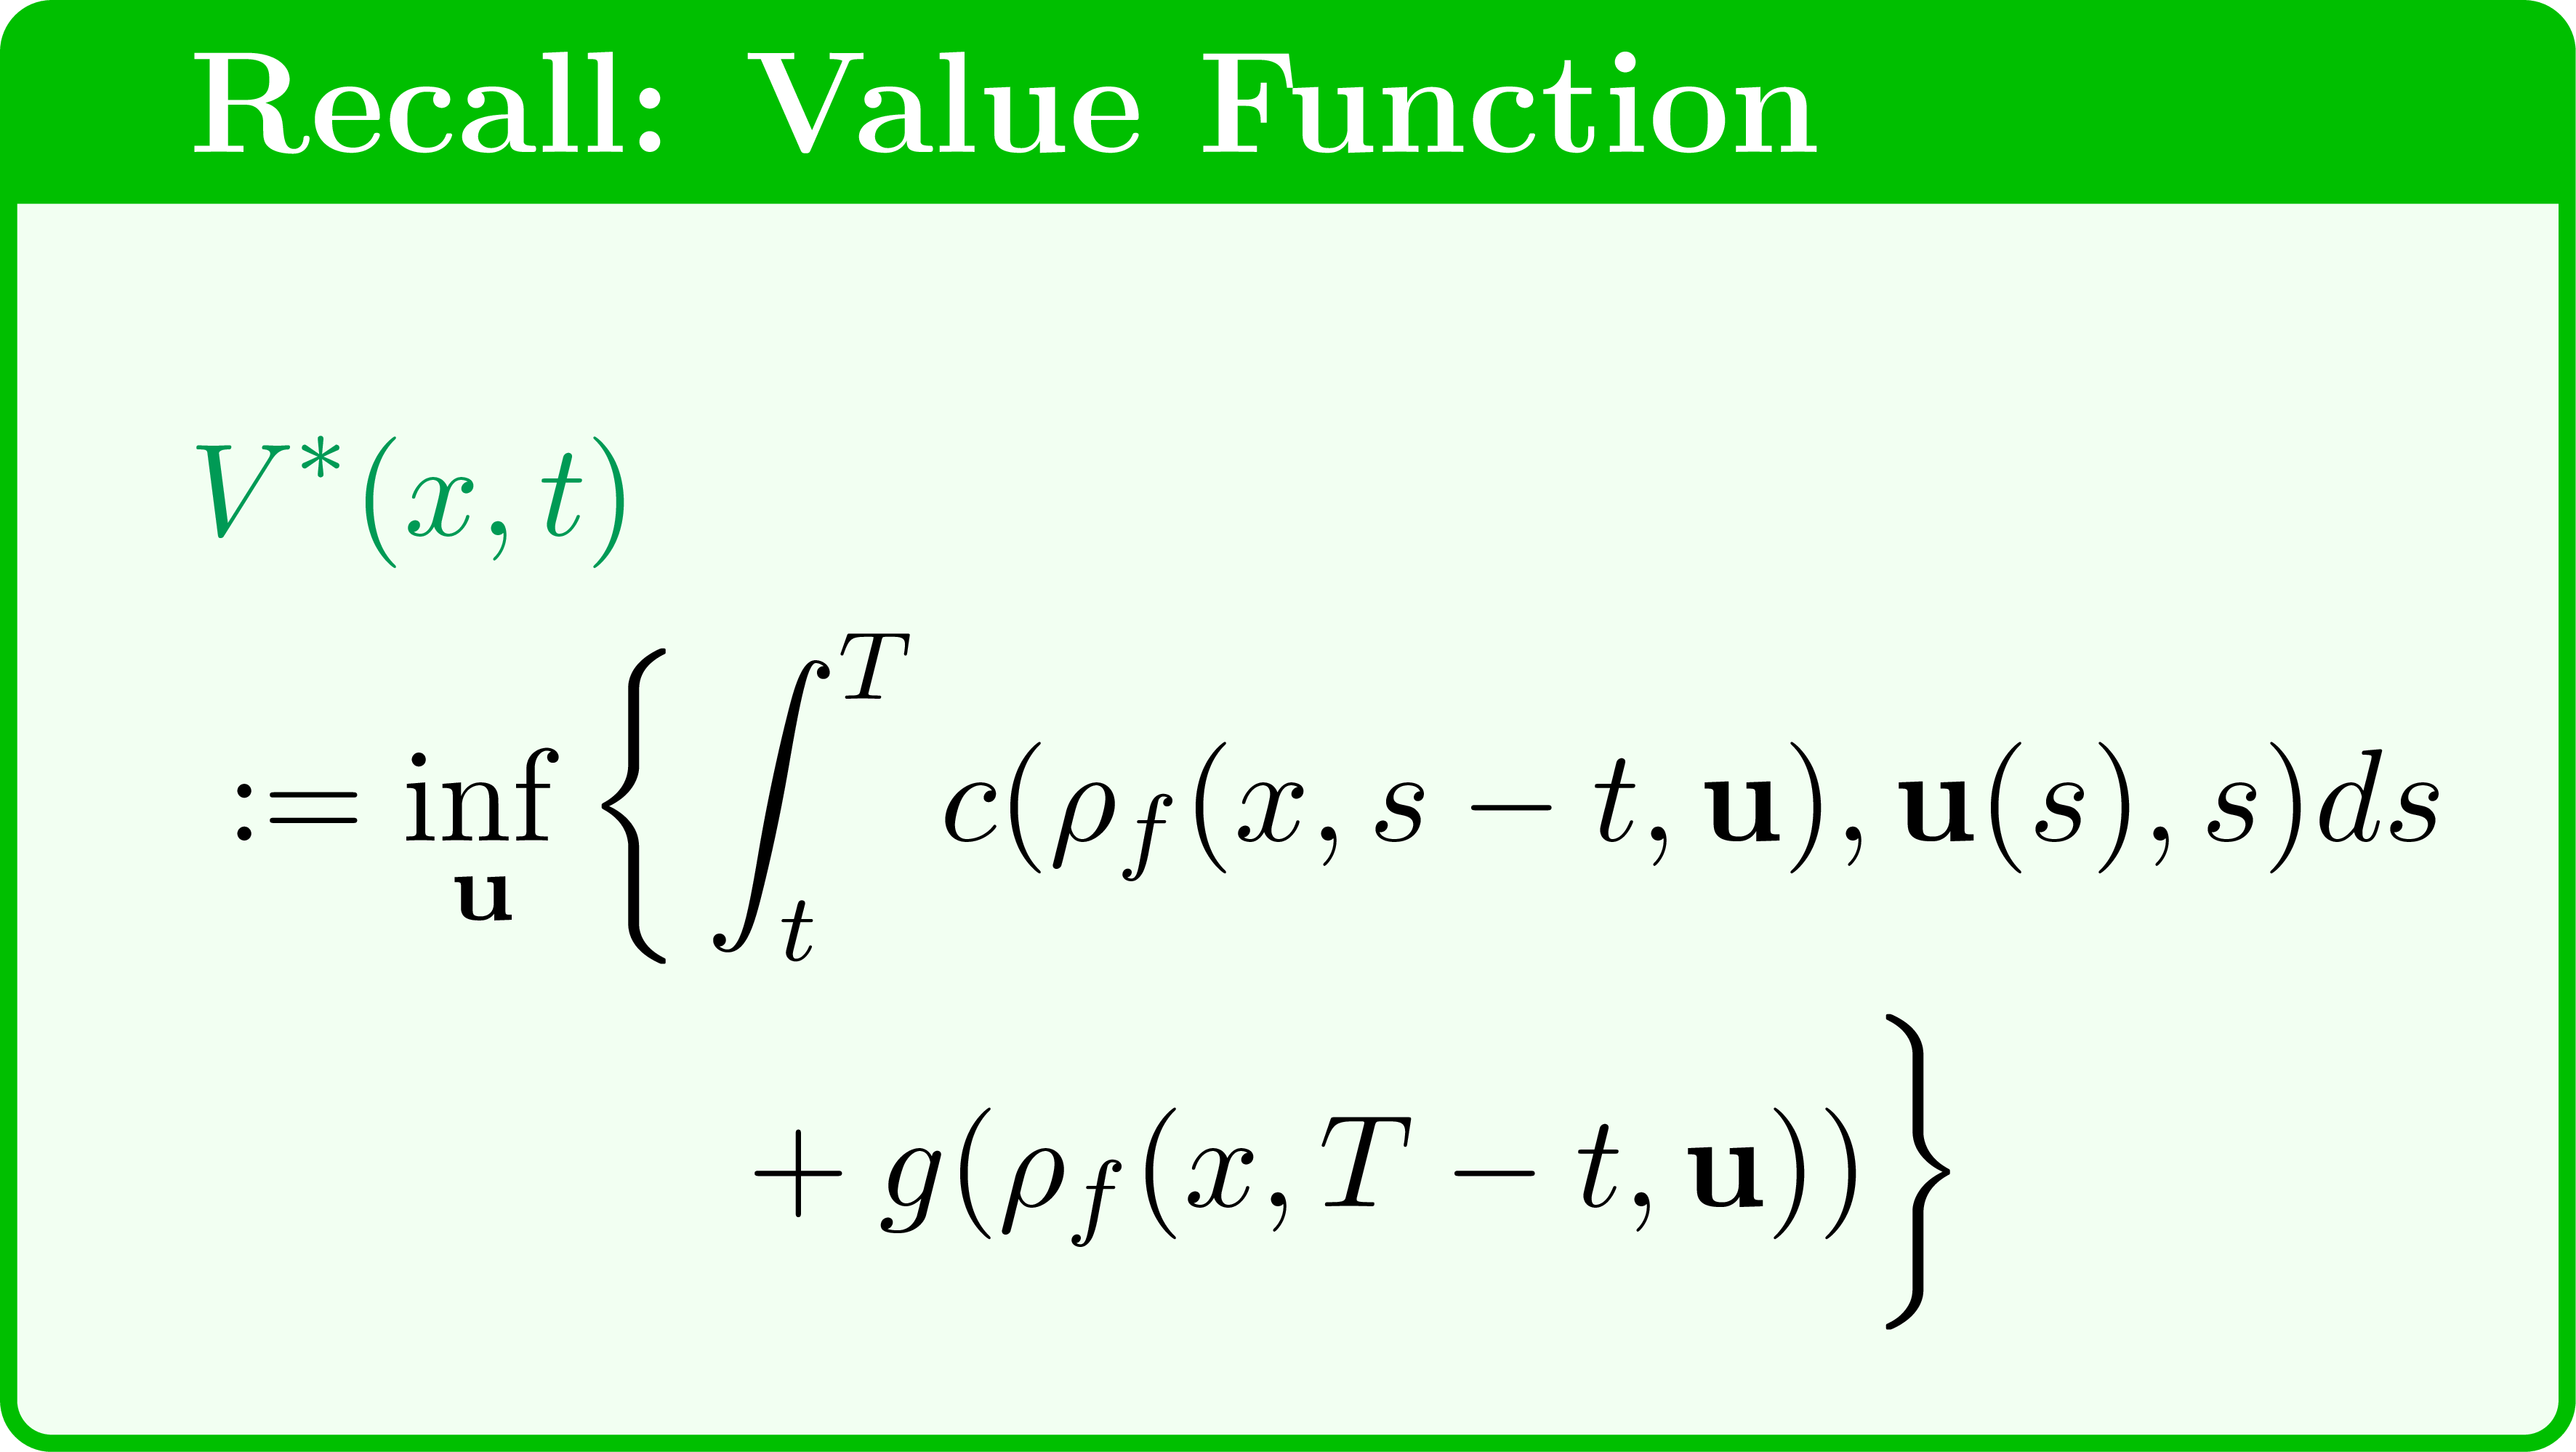 Recall: Value Function
V*(x, t)
:= inf_u { ∫_t^T c(ρ_f(x, s − t, u), u(s), s)ds
+ g(ρ_f(x, T − t, u)) }